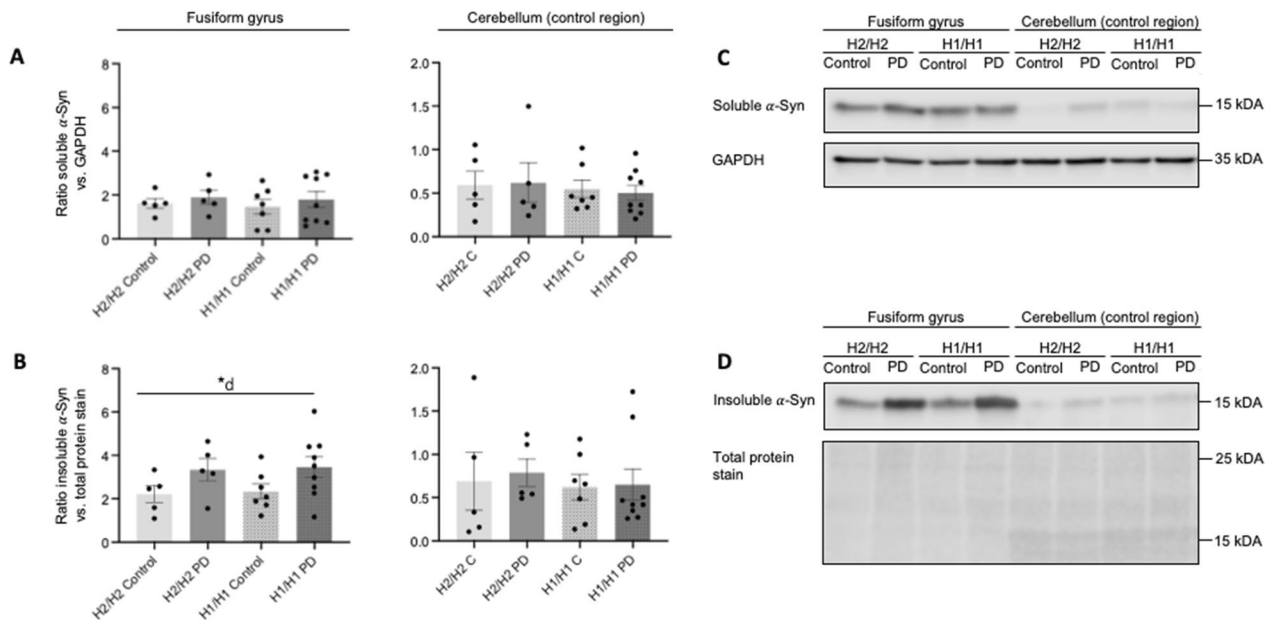 Fusiform gyrus
Cerebellum (control region)
A
Ratio soluble α-Syn
vs. GAPDH
8
6
4
2
0
H2/H2 Control
H2/H2 PD
H1/H1 Control
H1/H1 PD
2.0
1.5
1.0
0.5
0.0
H2/H2 C
H2/H2 PD
H1/H1 C
H1/H1 PD
B
Ratio insoluble α-Syn
vs. total protein stain
8
6
4
2
0
*d
H2/H2 Control
H2/H2 PD
H1/H1 Control
H1/H1 PD
2.0
1.5
1.0
0.5
0.0
H2/H2 C
H2/H2 PD
H1/H1 C
H1/H1 PD
C
Fusiform gyrus Cerebellum (control region)
H2/H2 H1/H1 H2/H2 H1/H1
Control PD Control PD Control PD Control PD
Soluble α-Syn 15 kDA
GAPDH 35 kDA
D
Fusiform gyrus Cerebellum (control region)
H2/H2 H1/H1 H2/H2 H1/H1
Control PD Control PD Control PD Control PD
Insoluble α-Syn 15 kDA
Total protein
stain
25 kDA
15 kDA